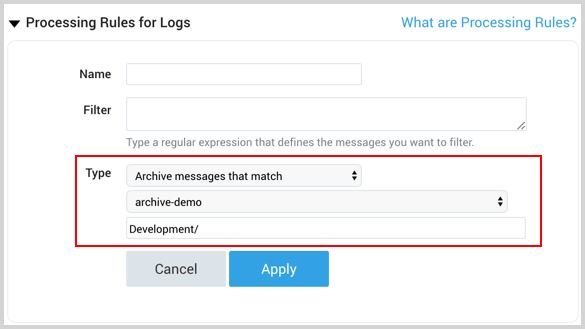 Processing Rules for Logs What are Processing Rules?
Name
Filter
Type a regular expression that defines the messages you want to filter.
Type Archive messages that match
archive-demo
Development/
Cancel Apply